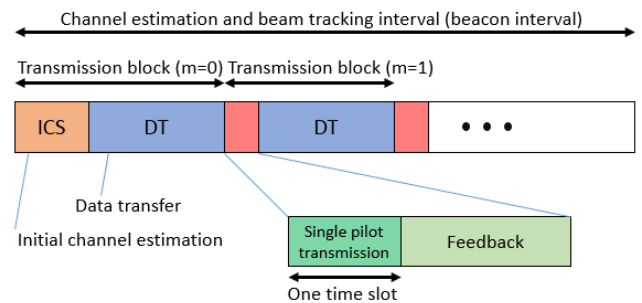 Channel estimation and beam tracking interval (beacon interval)
Transmission block (m=0)
Transmission block (m=1)
ICS
DT
DT
Data transfer
Initial channel estimation
Single pilot
transmission
Feedback
One time slot